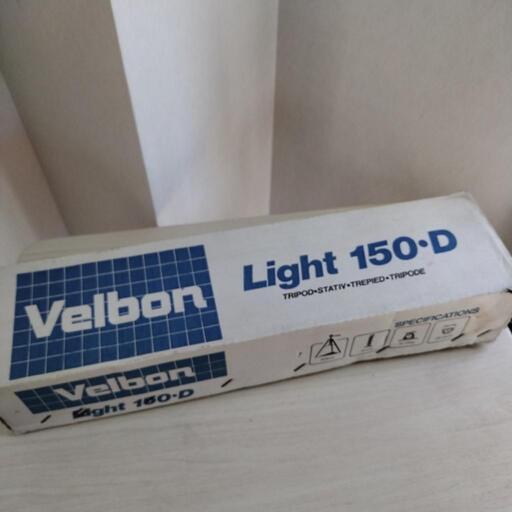 Velbon
Light 150•D
TRIPOD•STATIV•TREPIED•TRIPODE
SPECIFICATIONS
Velbon
Light 150•D